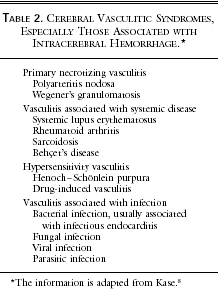 TABLE 2. CEREBRAL VASCULITIC SYNDROMES,
ESPECIALLY THOSE ASSOCIATED WITH
INTRACEREBRAL HEMORRHAGE.*
Primary necrotizing vasculitis
Polyarteritis nodosa
Wegener's granulomatosis
Vasculitis associated with systemic disease
Systemic lupus erythematosus
Rheumatoid arthritis
Sarcoidosis
Behçet's disease
Hypersensitivity vasculitis
Henoch–Schönlein purpura
Drug-induced vasculitis
Vasculitis associated with infection
Bacterial infection, usually associated
with infectious endocarditis
Fungal infection
Viral infection
Parasitic infection
*The information is adapted from Kase.⁸